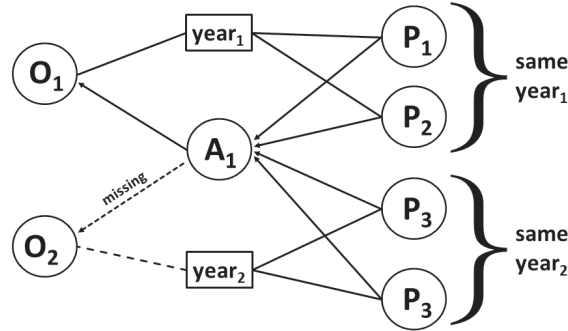 year₁
P₁
O₁
same
year₁
P₂
A₁
missing
P₃
same
year₂
O₂
year₂
P₃